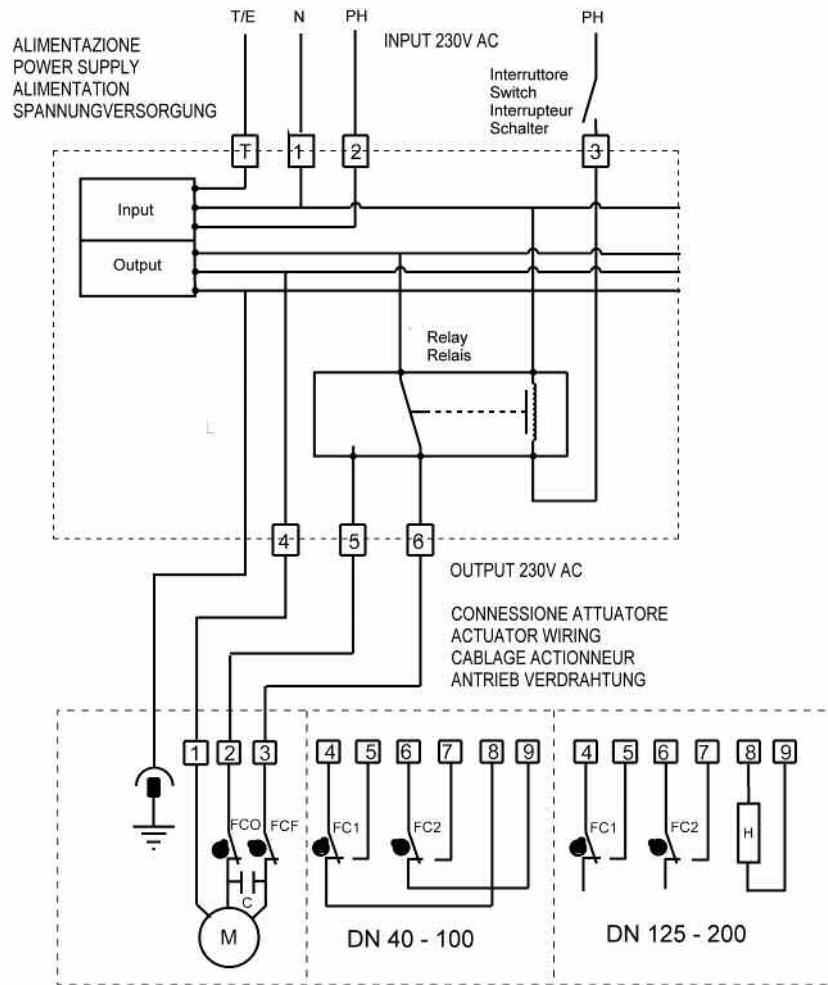 T/E N PH INPUT 230V AC PH
ALIMENTAZIONE
POWER SUPPLY
ALIMENTATION
SPANNUNGVERSORGUNG
Interruttore
Switch
Interrupteur
Schalter
T 1 2 3
Input
Output
Relay
Relais
4 5 6
OUTPUT 230V AC
CONNESSIONE ATTUATORE
ACTUATOR WIRING
CABLAGE ACTIONNEUR
ANTRIEB VERDRAHTUNG
1 2 3 4 5 6 7 8 9 4 5 6 7 8 9
FCO FCF FC1 FC2 FC1 FC2 H
C
M
DN 40 - 100
DN 125 - 200